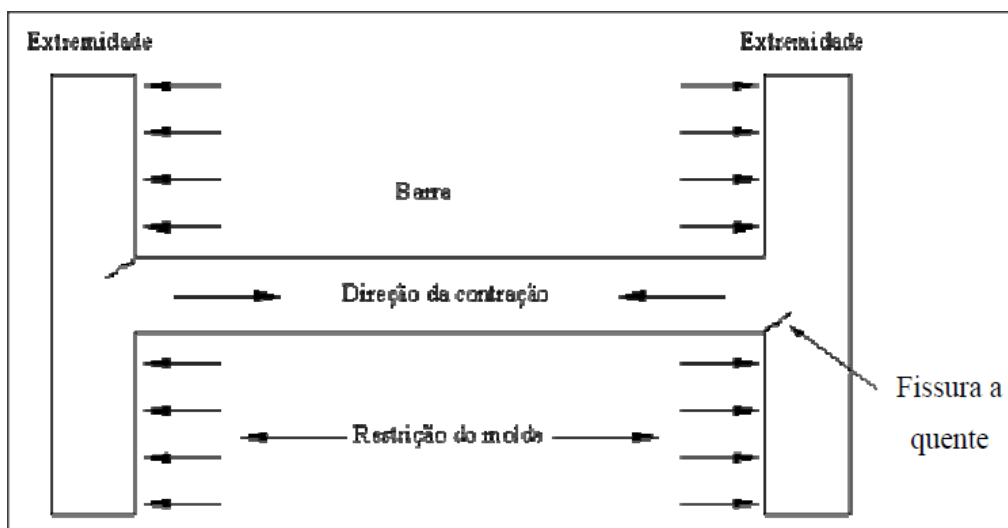 Extremidade
Extremidade
Barra
Direção da contração
Restrição do molde
Fissura a
quente